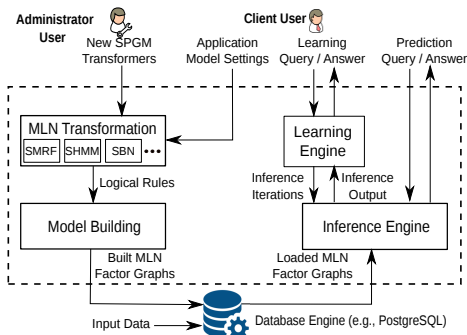 Administrator
User
Client User
New SPGM
Transformers
Application
Model Settings
Learning
Query / Answer
Prediction
Query / Answer
MLN Transformation
SMRF
SHMM
SBN
Learning
Engine
Logical Rules
Inference
Iterations
Inference
Output
Model Building
Inference Engine
Built MLN
Factor Graphs
Loaded MLN
Factor Graphs
Input Data
Database Engine (e.g., PostgreSQL)